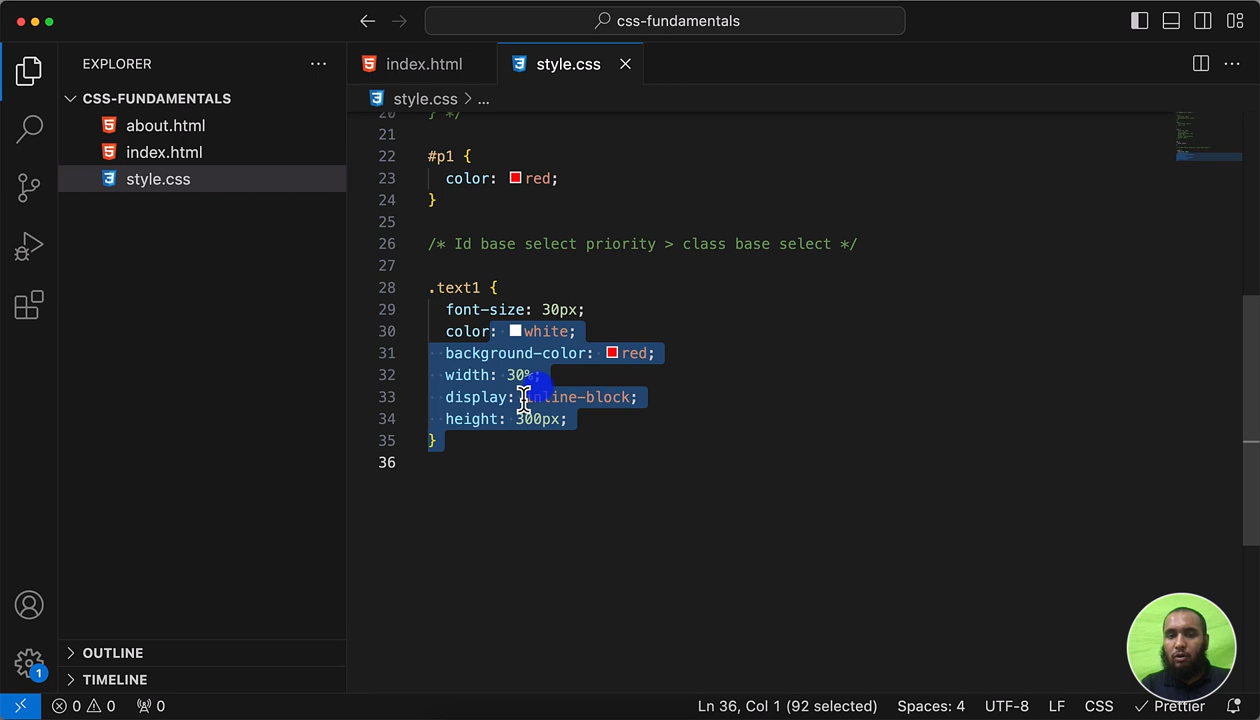 css-fundamentals
EXPLORER
index.html
style.css
CSS-FUNDAMENTALS
style.css > ...
about.html
index.html
style.css
20 } */
21
22 #p1 {
23 color: red;
24 }
25
26 /* Id base select priority > class base select */
27
28 .text1 {
29 font-size: 30px;
30 color: white;
31 background-color: red;
32 width: 30%;
33 display: inline-block;
34 height: 300px;
35 }
36
OUTLINE
TIMELINE
1
0 0 0
Ln 36, Col 1 (92 selected)
Spaces: 4
UTF-8
LF
CSS
Prettier